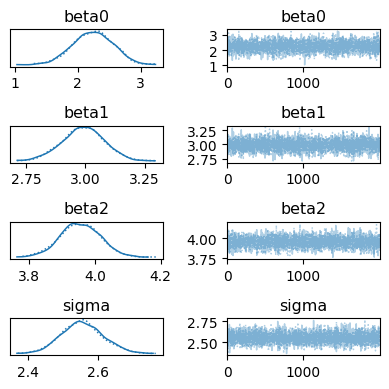 beta0 beta0
3
2
1
1 2 3 0 1000
beta1 beta1
3.25
3.00
2.75
2.75 3.00 3.25 0 1000
beta2 beta2
4.00
3.75
3.8 4.0 4.2 0 1000
sigma sigma
2.75
2.50
2.4 2.6 0 1000